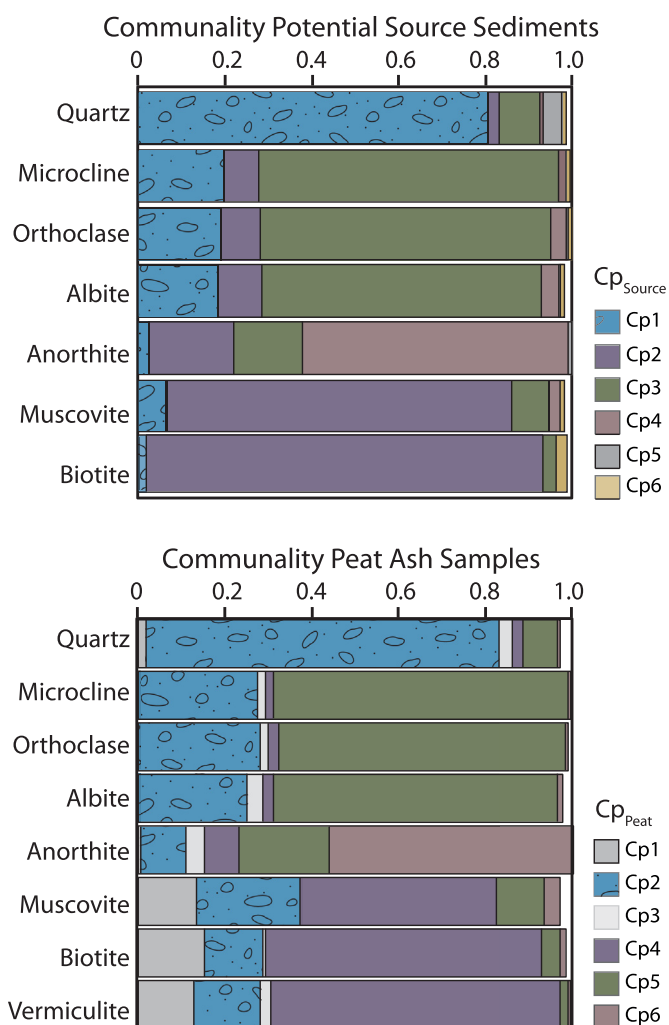 Communality Potential Source Sediments
0 0.2 0.4 0.6 0.8 1.0
Quartz
Microcline
Orthoclase
Albite
Anorthite
Muscovite
Biotite
CpSource
Cp1
Cp2
Cp3
Cp4
Cp5
Cp6
Communality Peat Ash Samples
0 0.2 0.4 0.6 0.8 1.0
Quartz
Microcline
Orthoclase
Albite
Anorthite
Muscovite
Biotite
Vermiculite
CpPeat
Cp1
Cp2
Cp3
Cp4
Cp5
Cp6